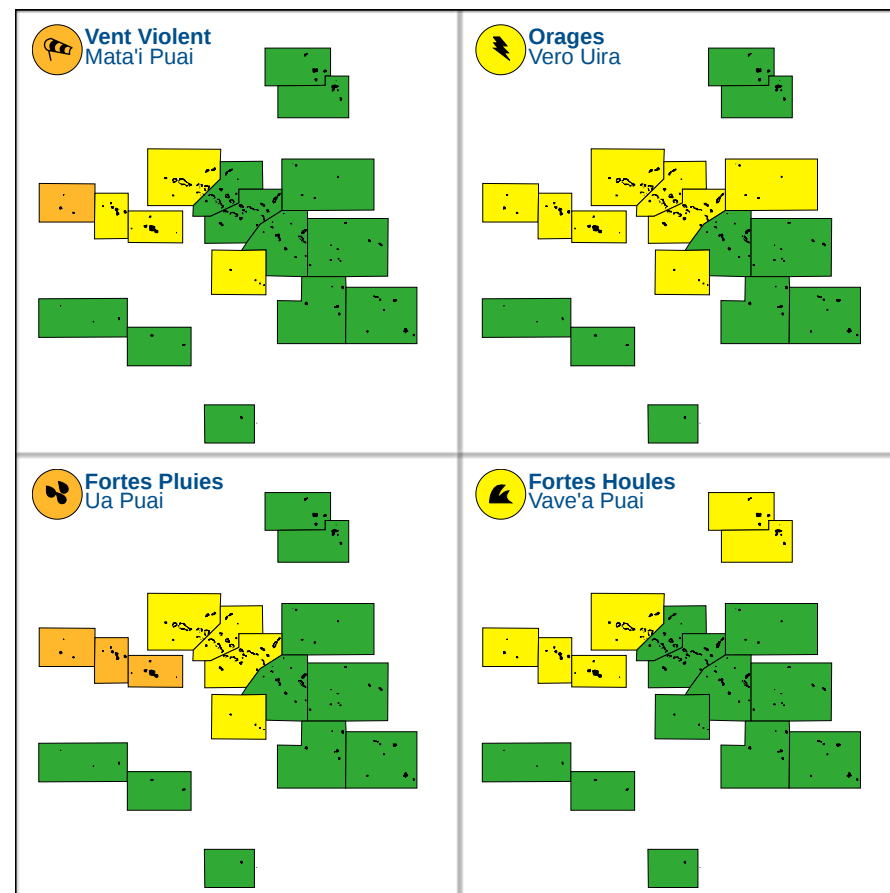 Vent Violent
Mata'i Puai
Orages
Vero Uira
Fortes Pluies
Ua Puai
Fortes Houles
Vave'a Puai